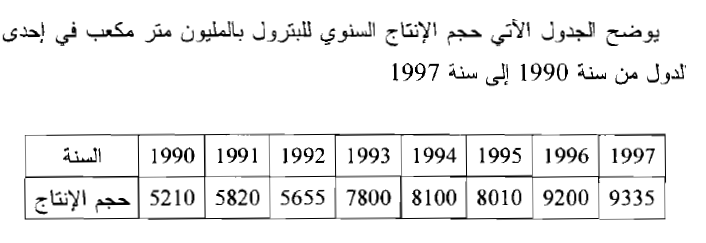 يوضح الجدول الآتي حجم الإنتاج السنوي للبترول بالمليون متر مكعب في إحدى
لدول من سنة 1990 إلى سنة 1997
السنة 1990 1991 1992 1993 1994 1995 1996 1997
حجم الإنتاج 5210 5820 5655 7800 8100 8010 9200 9335